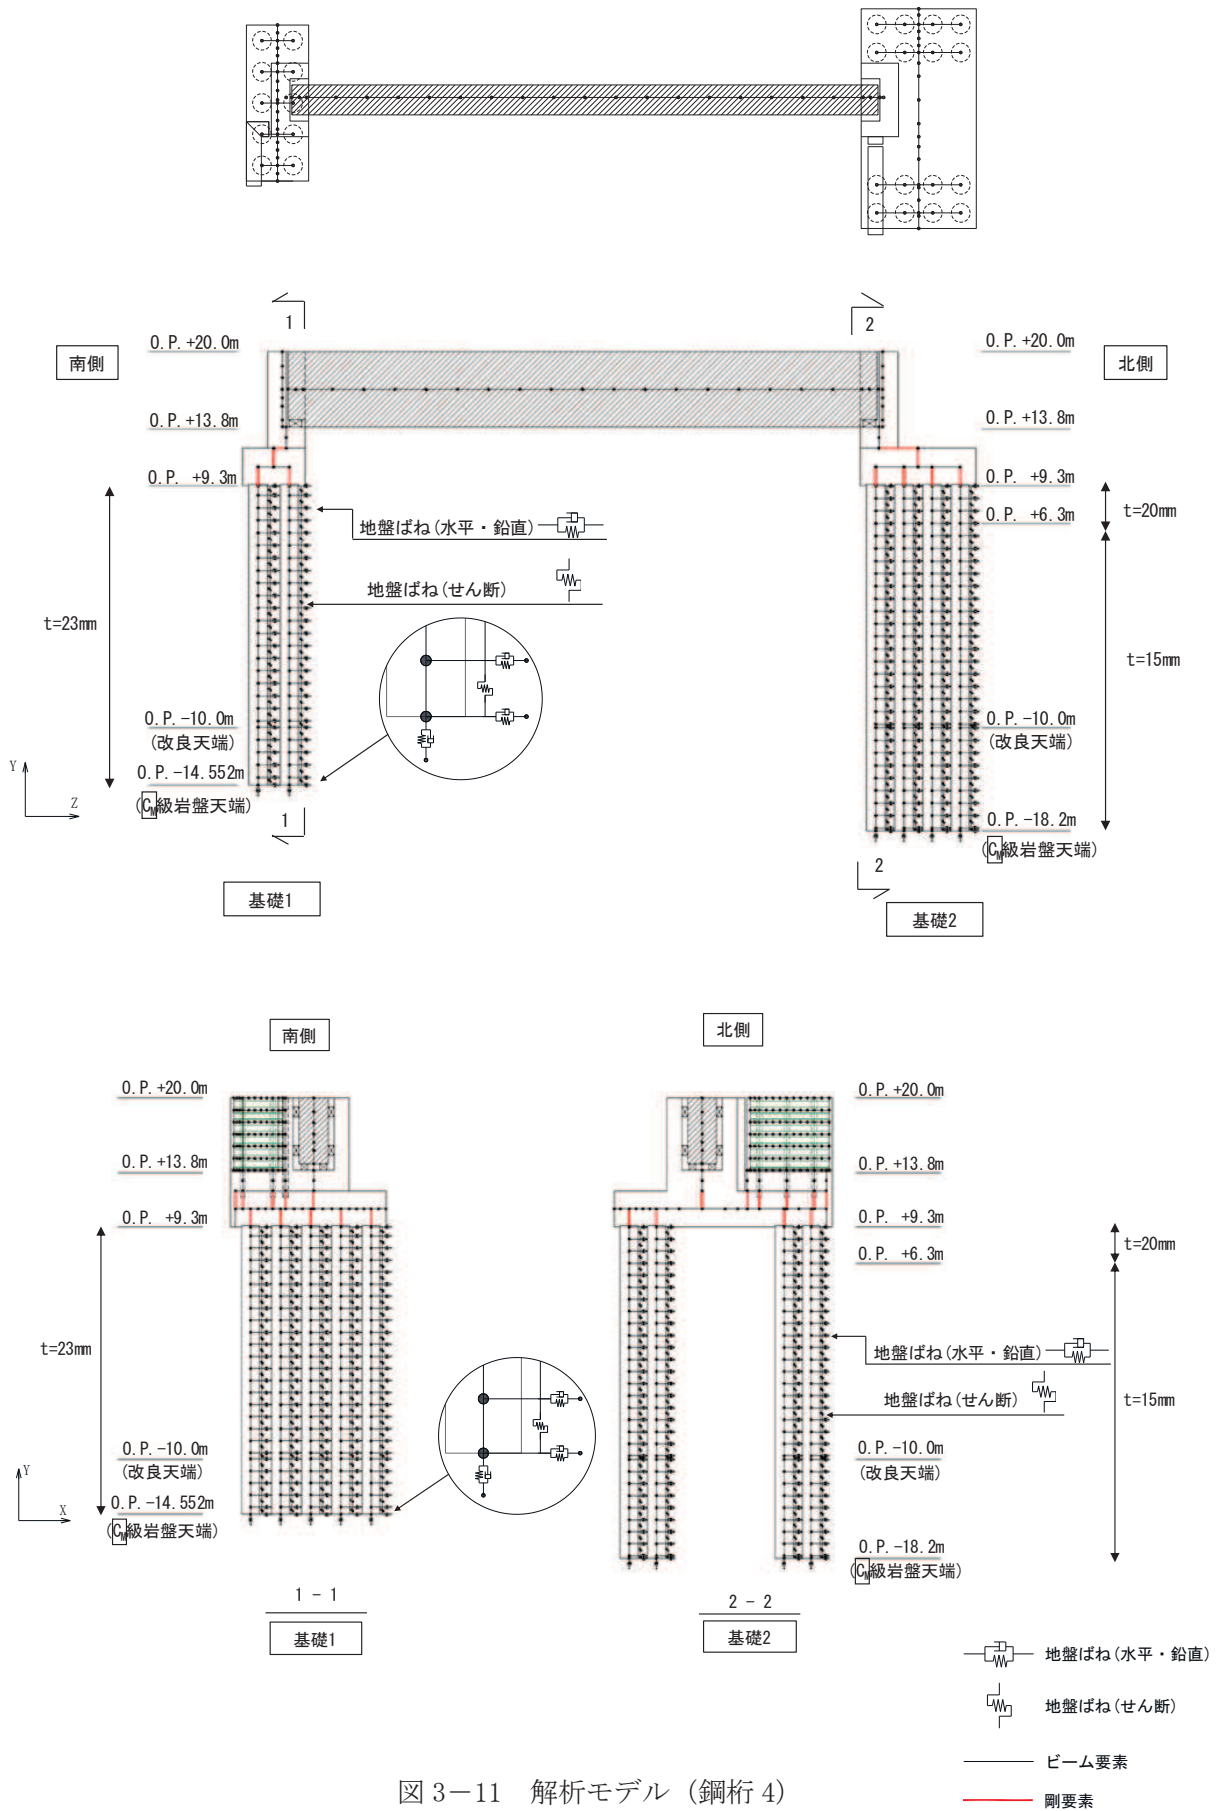 1
2
南側
O.P.+20.0m
O.P.+20.0m
北側
O.P.+13.8m
O.P.+13.8m
O.P. +9.3m
O.P. +9.3m
地盤ばね(水平・鉛直)
O.P. +6.3m
t=20mm
地盤ばね(せん断)
t=23mm
t=15mm
O.P.-10.0m
(改良天端)
O.P.-10.0m
(改良天端)
Y
Z
O.P.-14.552m
(CM級岩盤天端)
1
O.P.-18.2m
(CM級岩盤天端)
2
基礎1
基礎2
南側
北側
O.P.+20.0m
O.P.+20.0m
O.P.+13.8m
O.P.+13.8m
O.P. +9.3m
O.P. +9.3m
t=20mm
O.P. +6.3m
t=23mm
地盤ばね(水平・鉛直)
地盤ばね(せん断)
t=15mm
O.P.-10.0m
(改良天端)
O.P.-10.0m
(改良天端)
Y
X
O.P.-14.552m
(CM級岩盤天端)
O.P.-18.2m
(CM級岩盤天端)
1 - 1
基礎1
2 - 2
基礎2
地盤ばね(水平・鉛直)
地盤ばね(せん断)
ビーム要素
剛要素
図 3-11 解析モデル（鋼桁 4）